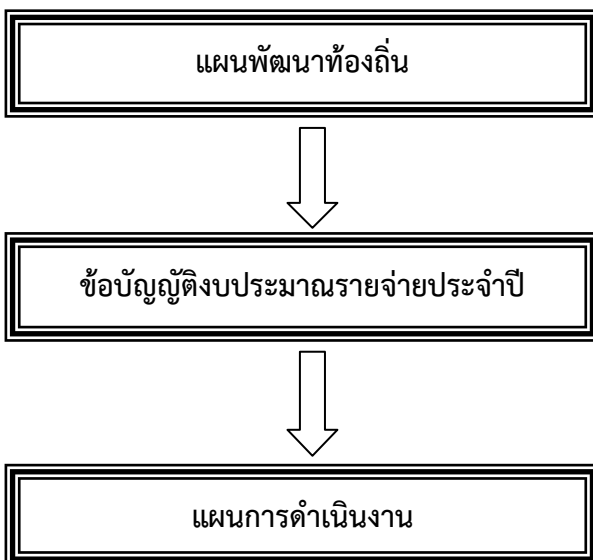 แผนพัฒนาท้องถิ่น
ข้อบัญญัติงบประมาณรายจ่ายประจำปี
แผนการดำเนินงาน